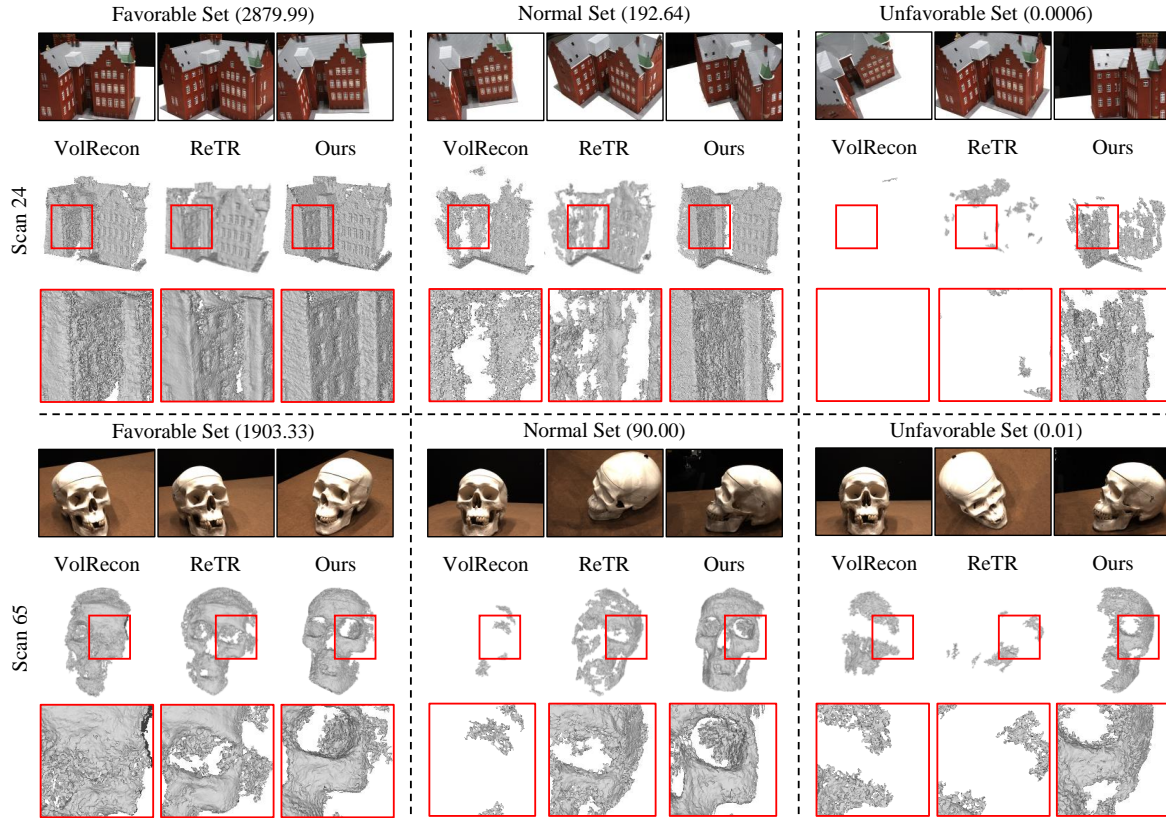 Favorable Set (2879.99)
Normal Set (192.64)
Unfavorable Set (0.0006)
VolRecon ReTR Ours
VolRecon ReTR Ours
VolRecon ReTR Ours
Scan 24
Favorable Set (1903.33)
Normal Set (90.00)
Unfavorable Set (0.01)
VolRecon ReTR Ours
VolRecon ReTR Ours
VolRecon ReTR Ours
Scan 65